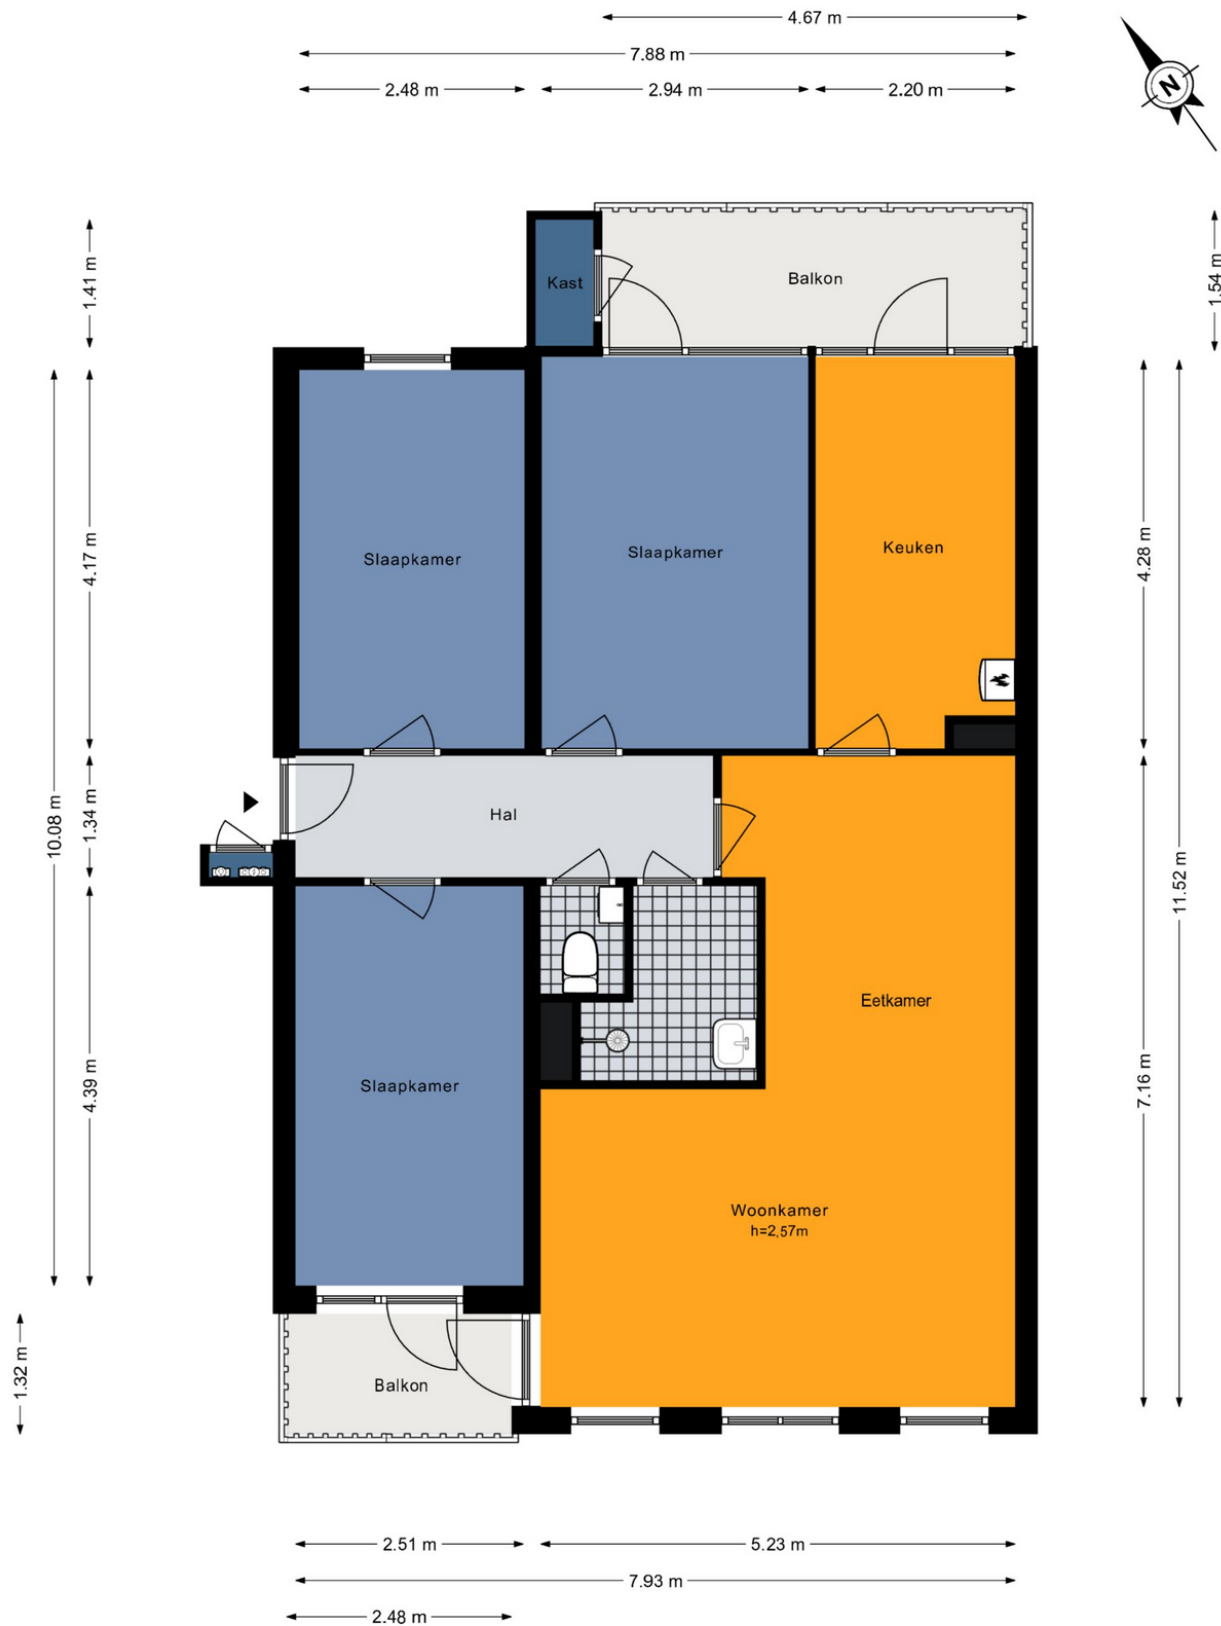 4.67 m
7.88 m
2.48 m
2.94 m
2.20 m
N
1.41 m
1.54 m
Kast
Balkon
4.17 m
Slaapkamer
Slaapkamer
Keuken
4.28 m
10.08 m
1.34 m
Hal
11.52 m
Eetkamer
4.39 m
Slaapkamer
7.16 m
Woonkamer
h=2,57m
1.32 m
Balkon
2.51 m
5.23 m
7.93 m
2.48 m